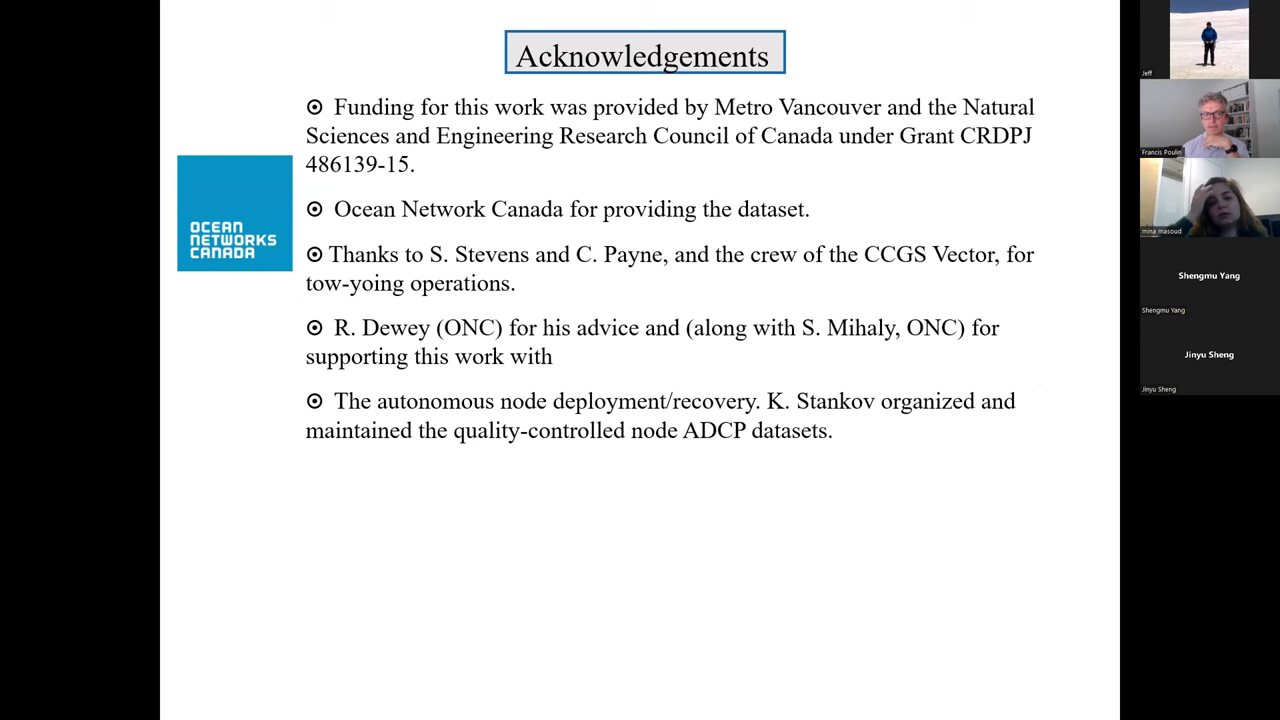 Acknowledgements
Funding for this work was provided by Metro Vancouver and the Natural
Sciences and Engineering Research Council of Canada under Grant CRDPJ
486139-15.
Ocean Network Canada for providing the dataset.
Thanks to S. Stevens and C. Payne, and the crew of the CCGS Vector, for
tow-yoing operations.
R. Dewey (ONC) for his advice and (along with S. Mihaly, ONC) for
supporting this work with
The autonomous node deployment/recovery. K. Stankov organized and
maintained the quality-controlled node ADCP datasets.
OCEAN
NETWORKS
CANADA
Jeff
Francis Poulin
mina masoud
Shengmu Yang
Shengmu Yang
Jinyu Sheng
Jinyu Sheng